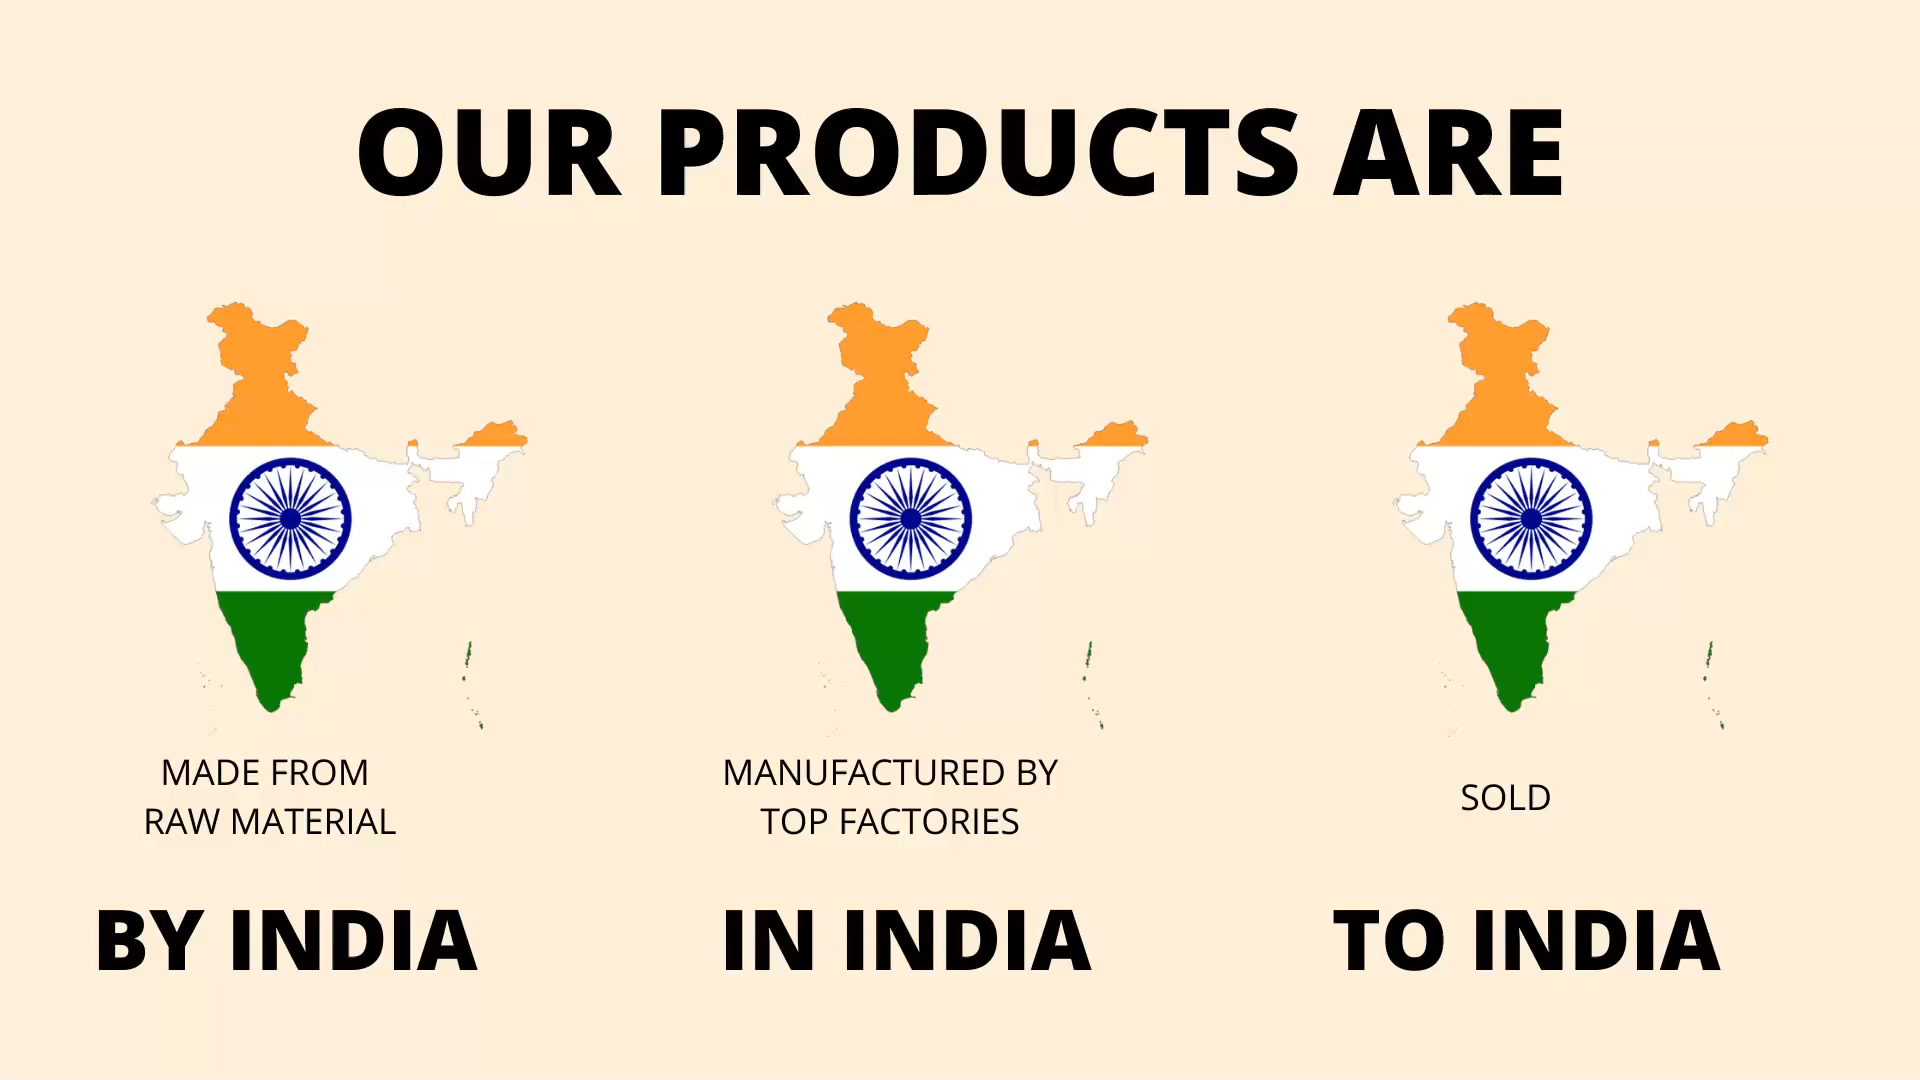 OUR PRODUCTS ARE
MADE FROM
RAW MATERIAL
BY INDIA
MANUFACTURED BY
TOP FACTORIES
IN INDIA
SOLD
TO INDIA